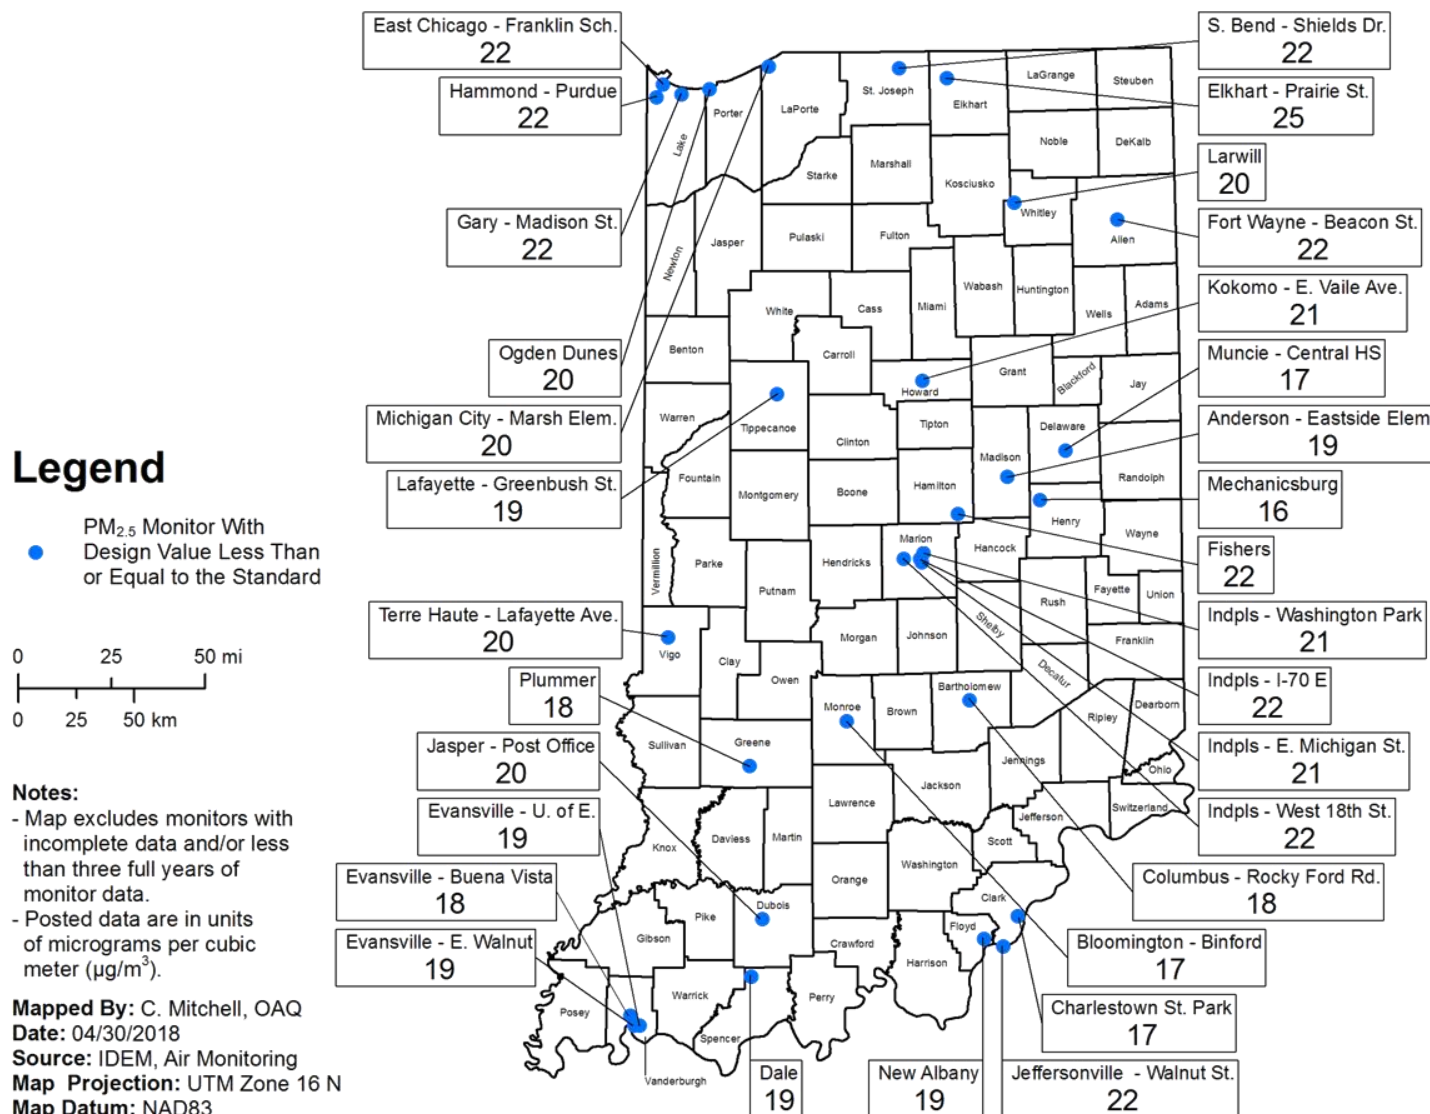 East Chicago - Franklin Sch.
22
Hammond - Purdue
22
Gary - Madison St.
22
Ogden Dunes
20
Michigan City - Marsh Elem.
20
Lafayette - Greenbush St.
19
Terre Haute - Lafayette Ave.
20
Plummer
18
Jasper - Post Office
20
Evansville - U. of E.
19
Evansville - Buena Vista
18
Evansville - E. Walnut
19
S. Bend - Shields Dr.
22
Elkhart - Prairie St.
25
Larwill
20
Fort Wayne - Beacon St.
22
Kokomo - E. Vaile Ave.
21
Muncie - Central HS
17
Anderson - Eastside Elem
19
Mechanicsburg
16
Fishers
22
Indpls - Washington Park
21
Indpls - I-70 E
22
Indpls - E. Michigan St.
21
Indpls - West 18th St.
22
Columbus - Rocky Ford Rd.
18
Bloomington - Binford
17
Charlestown St. Park
17
Dale
19
New Albany
19
Jeffersonville - Walnut St.
22
Lake
Porter
LaPorte
St. Joseph
Elkhart
LaGrange
Steuben
Noble
DeKalb
Starke
Marshall
Kosciusko
Whitley
Allen
Newton
Jasper
Pulaski
Fulton
Wabash
Huntington
Miami
Wells
Adams
White
Cass
Benton
Carroll
Howard
Grant
Blackford
Jay
Warren
Tippecanoe
Clinton
Tipton
Madison
Delaware
Randolph
Fountain
Montgomery
Boone
Hamilton
Henry
Wayne
Vermillion
Parke
Putnam
Hendricks
Marion
Hancock
Rush
Fayette
Union
Vigo
Clay
Owen
Morgan
Johnson
Shelby
Decatur
Franklin
Sullivan
Greene
Monroe
Brown
Bartholomew
Ripley
Dearborn
Jennings
Ohio
Switzerland
Jefferson
Knox
Daviess
Martin
Lawrence
Jackson
Scott
Washington
Orange
Clark
Floyd
Harrison
Crawford
Gibson
Pike
Dubois
Posey
Warrick
Spencer
Perry
Vanderburgh
Legend
PM2.5 Monitor With
Design Value Less Than
or Equal to the Standard
0 25 50 mi
0 25 50 km
Notes:
- Map excludes monitors with
incomplete data and/or less
than three full years of
monitor data.
- Posted data are in units
of micrograms per cubic
meter (µg/m³).
Mapped By: C. Mitchell, OAQ
Date: 04/30/2018
Source: IDEM, Air Monitoring
Map Projection: UTM Zone 16 N
Map Datum: NAD83